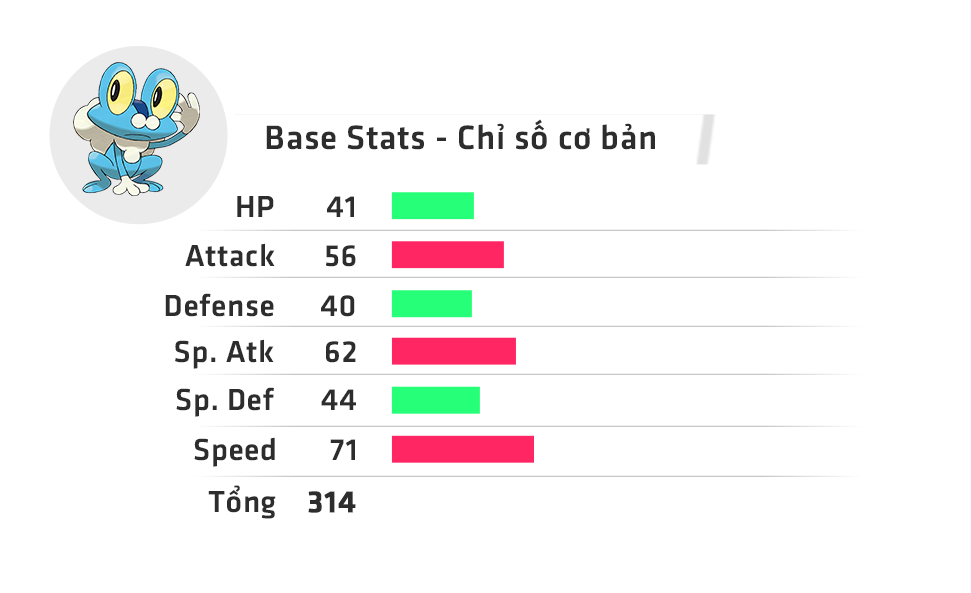 Base Stats - Chỉ số cơ bản
HP 41
Attack 56
Defense 40
Sp. Atk 62
Sp. Def 44
Speed 71
Tổng 314